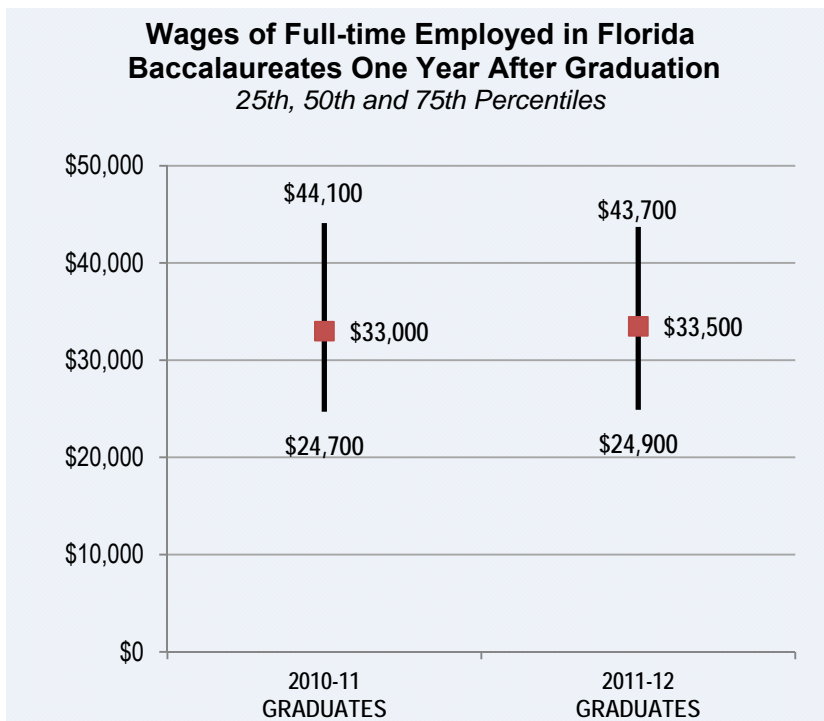 Wages of Full-time Employed in Florida
Baccalaureates One Year After Graduation
25th, 50th and 75th Percentiles
$50,000
$44,100
$43,700
$40,000
$33,000
$33,500
$30,000
$24,700
$24,900
$20,000
$10,000
$0
2010-11
GRADUATES
2011-12
GRADUATES